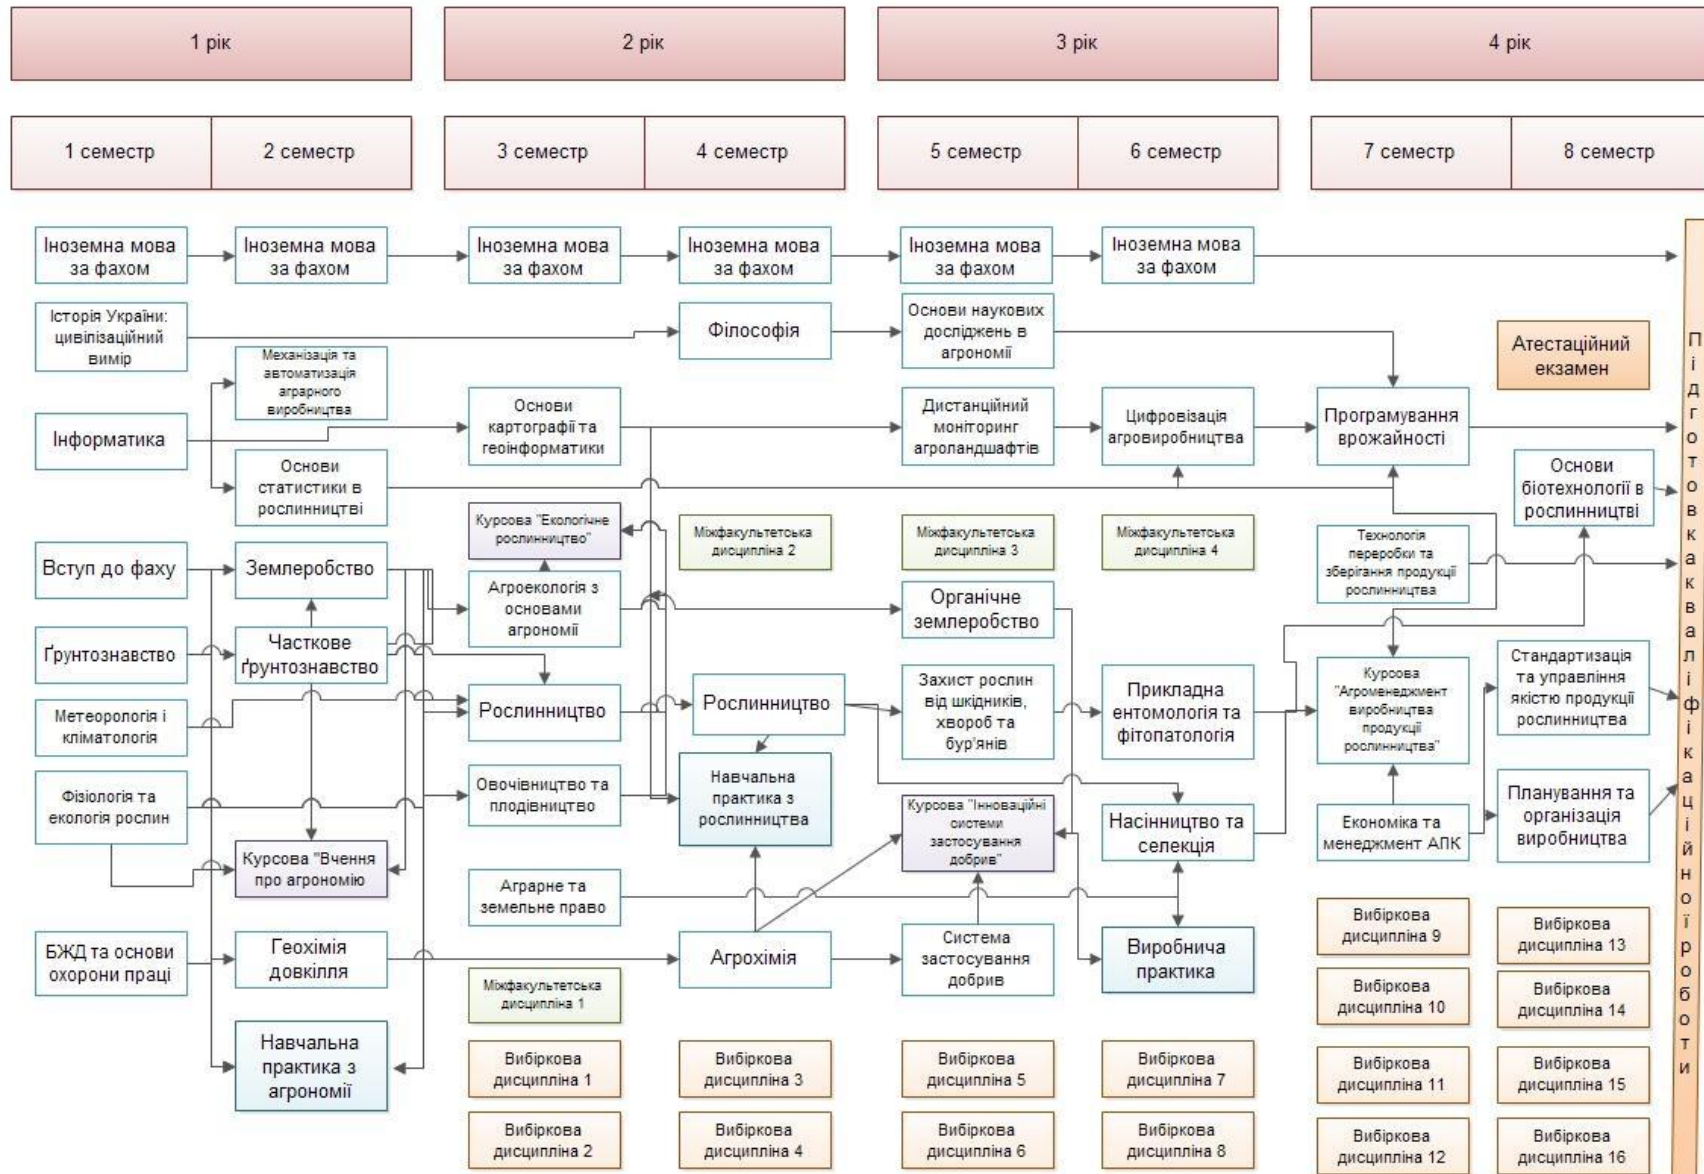 1 рік
2 рік
3 рік
4 рік
1 семестр
2 семестр
3 семестр
4 семестр
5 семестр
6 семестр
7 семестр
8 семестр
Іноземна мова
за фахом
Іноземна мова
за фахом
Іноземна мова
за фахом
Іноземна мова
за фахом
Іноземна мова
за фахом
Іноземна мова
за фахом
Історія України:
цивілізаційний
вимір
Філософія
Основи наукових
досліджень в
агрономії
Атестаційний
екзамен
Механізація та
автоматизація
аграрного
виробництва
Інформатика
Основи
картографії та
геоінформатики
Дистанційний
моніторинг
агроландшафтів
Цифровізація
агровиробництва
Програмування
врожайності
Основи
статистики в
рослинництві
Основи
біотехнології в
рослинництві
Курсова "Екологічне
рослинництво"
Міжфакультетська
дисципліна 2
Міжфакультетська
дисципліна 3
Міжфакультетська
дисципліна 4
Технологія
переробки та
зберігання продукції
рослинництва
Вступ до фаху
Землеробство
Агроекологія з
основами
агрономії
Органічне
землеробство
Ґрунтознавство
Часткове
ґрунтознавство
Рослинництво
Рослинництво
Захист рослин
від шкідників,
хвороб та
бур'янів
Прикладна
ентомологія та
фітопатологія
Курсова
"Агроменеджмент
виробництва
продукції
рослинництва"
Стандартизація
та управління
якістю продукції
рослинництва
Метеорологія і
кліматологія
Фізіологія та
екологія рослин
Овочівництво та
плодівництво
Навчальна
практика з
рослинництва
Курсова "Інноваційні
системи
застосування
добрив"
Насінництво та
селекція
Економіка та
менеджмент АПК
Планування та
організація
виробництва
Курсова "Вчення
про агрономію
Аграрне та
земельне право
БЖД та основи
охорони праці
Геохімія
довкілля
Агрохімія
Система
застосування
добрив
Виробнича
практика
Вибіркова
дисципліна 9
Вибіркова
дисципліна 13
Міжфакультетська
дисципліна 1
Вибіркова
дисципліна 10
Вибіркова
дисципліна 14
Навчальна
практика з
агрономії
Вибіркова
дисципліна 1
Вибіркова
дисципліна 3
Вибіркова
дисципліна 5
Вибіркова
дисципліна 7
Вибіркова
дисципліна 11
Вибіркова
дисципліна 15
Вибіркова
дисципліна 2
Вибіркова
дисципліна 4
Вибіркова
дисципліна 6
Вибіркова
дисципліна 8
Вибіркова
дисципліна 12
Вибіркова
дисципліна 16
Підготовка кваліфікаційної роботи